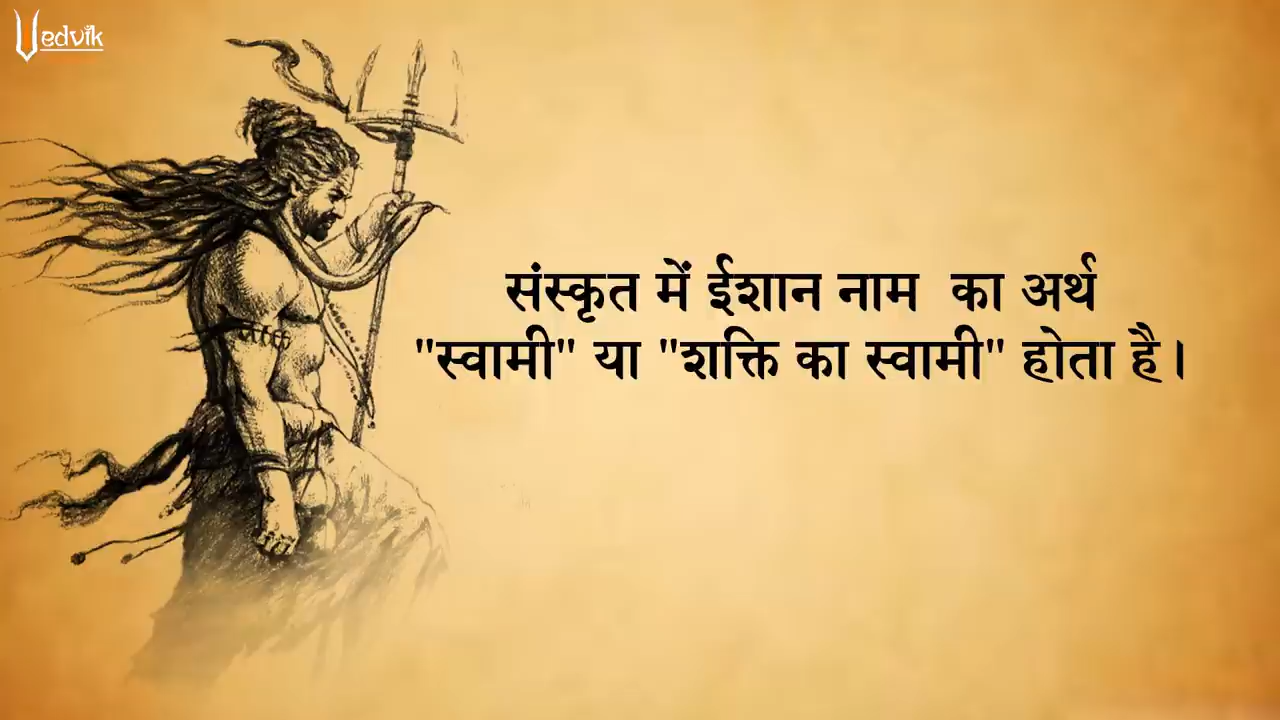 Vedvik
संस्कृत में ईशान नाम का अर्थ
"स्वामी" या "शक्ति का स्वामी" होता है।